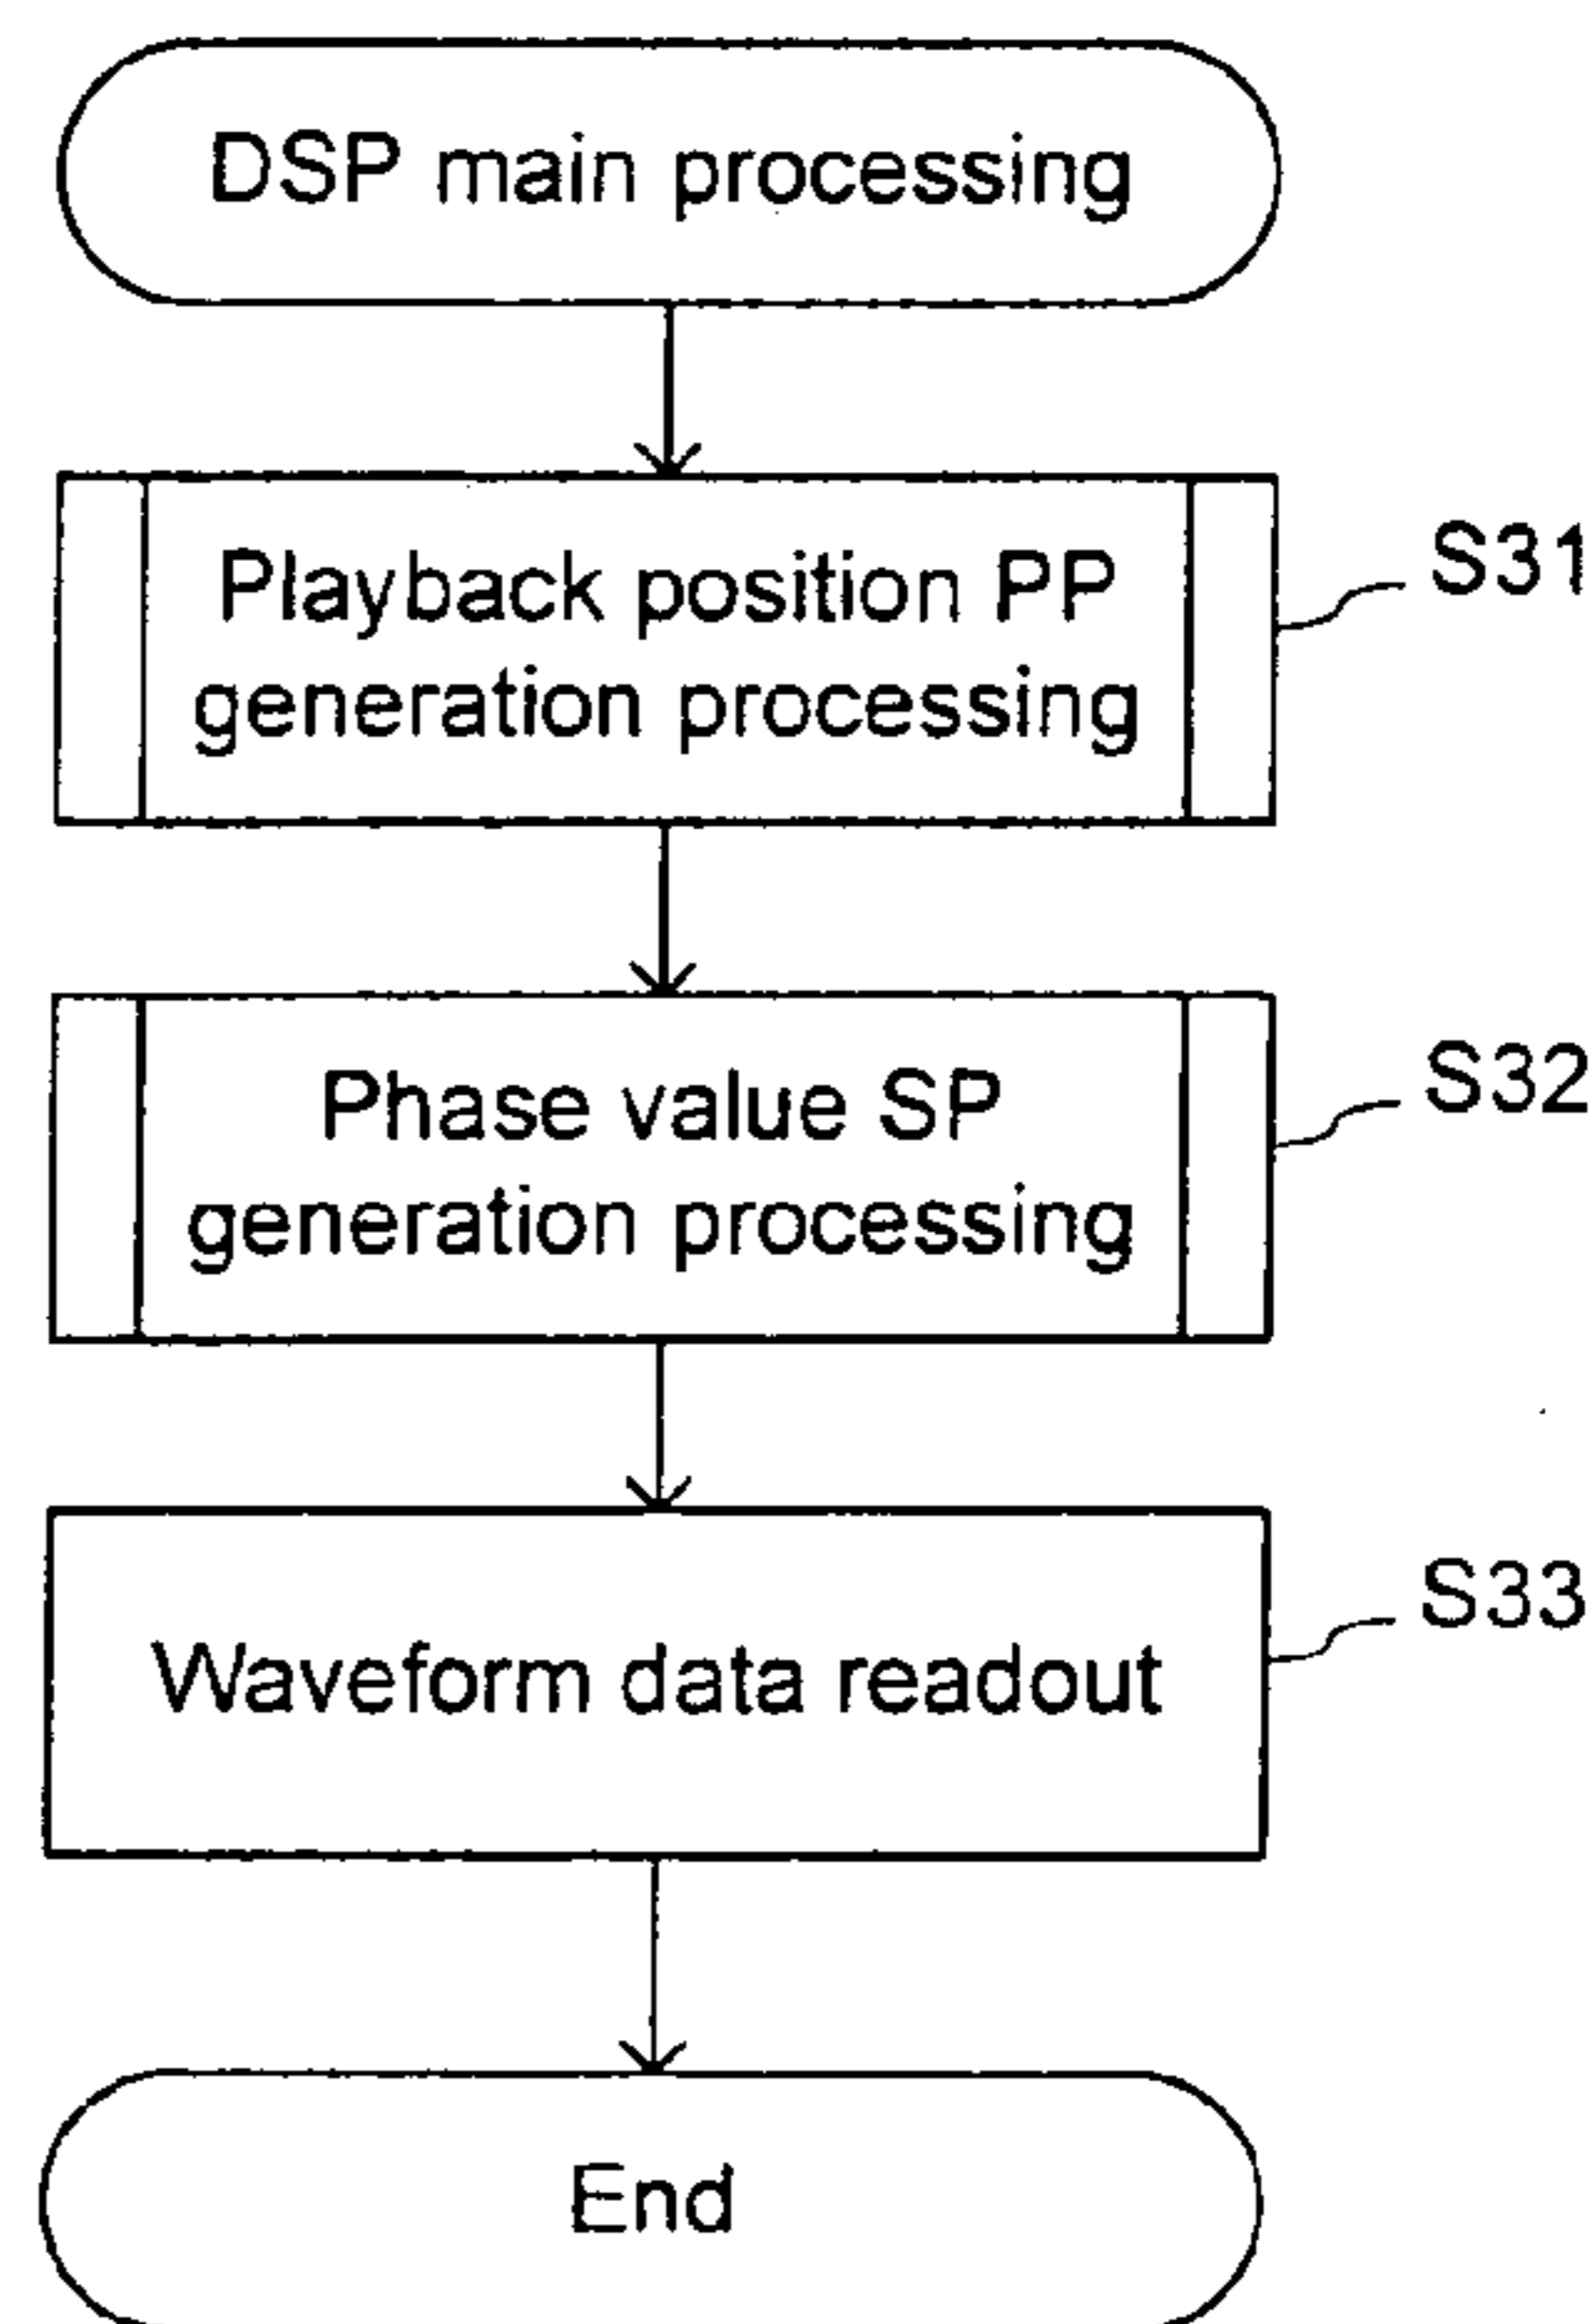 DSP main processing
Playback position PP
generation processing
S31
Phase value SP
generation processing
S32
Waveform data readout
S33
End